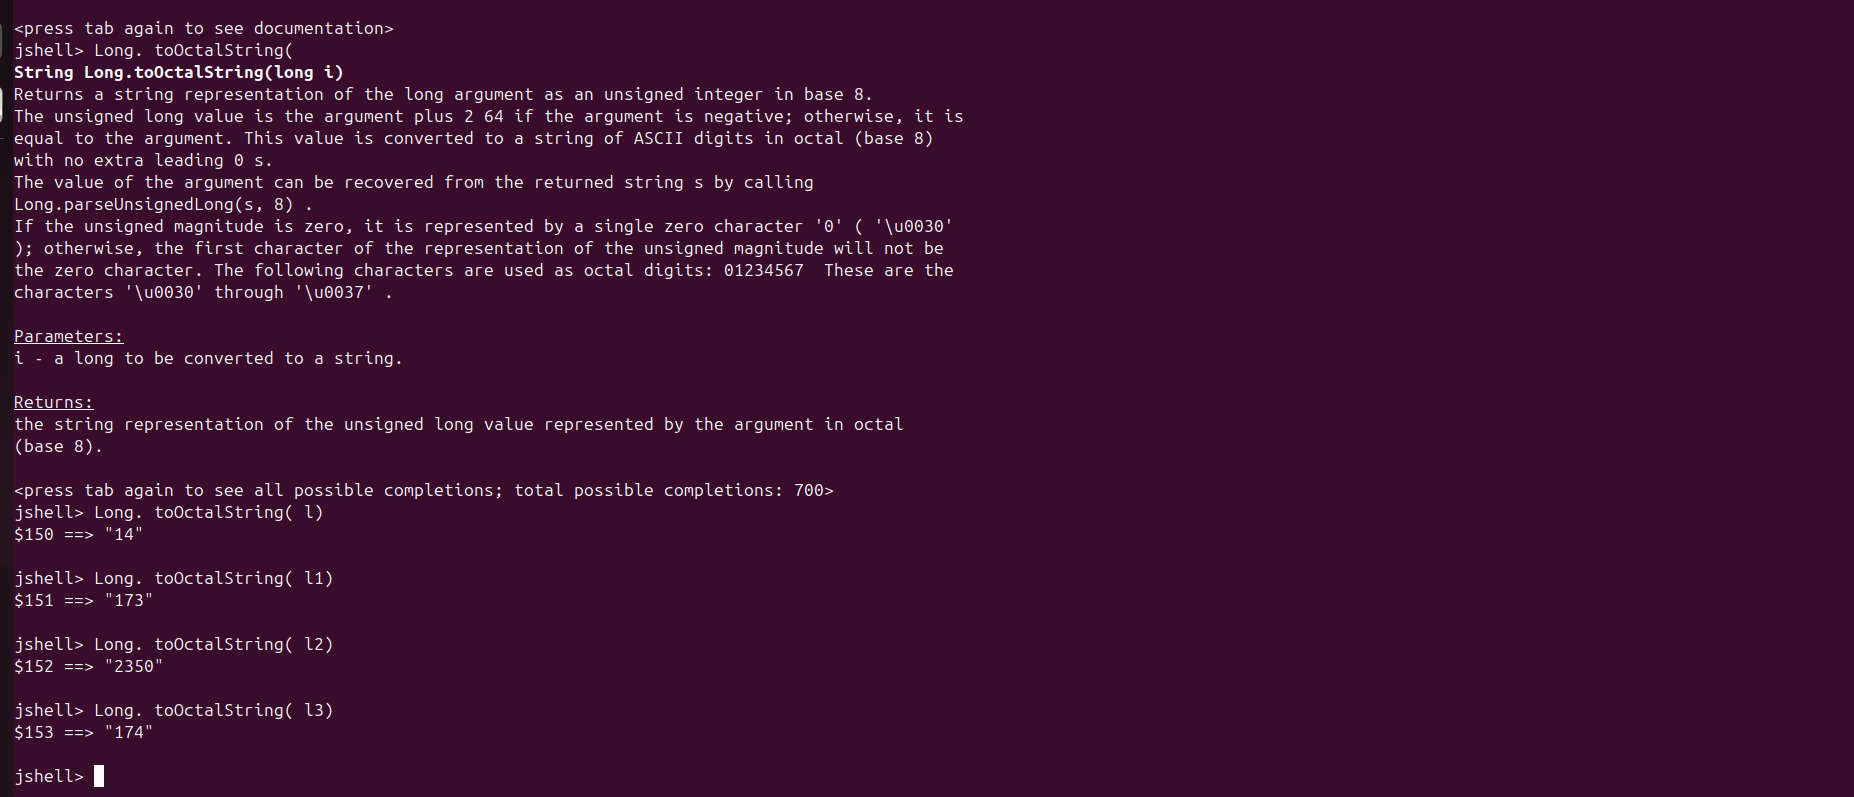 <press tab again to see documentation>
jshell> Long. toOctalString(
String Long.toOctalString(long i)
Returns a string representation of the long argument as an unsigned integer in base 8.
The unsigned long value is the argument plus 2 64 if the argument is negative; otherwise, it is
equal to the argument. This value is converted to a string of ASCII digits in octal (base 8)
with no extra leading 0 s.
The value of the argument can be recovered from the returned string s by calling
Long.parseUnsignedLong(s, 8) .
If the unsigned magnitude is zero, it is represented by a single zero character '0' ( '\u0030'
); otherwise, the first character of the representation of the unsigned magnitude will not be
the zero character. The following characters are used as octal digits: 01234567  These are the
characters '\u0030' through '\u0037' .
Parameters:
i - a long to be converted to a string.
Returns:
the string representation of the unsigned long value represented by the argument in octal
(base 8).
<press tab again to see all possible completions; total possible completions: 700>
jshell> Long. toOctalString( l)
$150 ==> "14"
jshell> Long. toOctalString( l1)
$151 ==> "173"
jshell> Long. toOctalString( l2)
$152 ==> "2350"
jshell> Long. toOctalString( l3)
$153 ==> "174"
jshell>